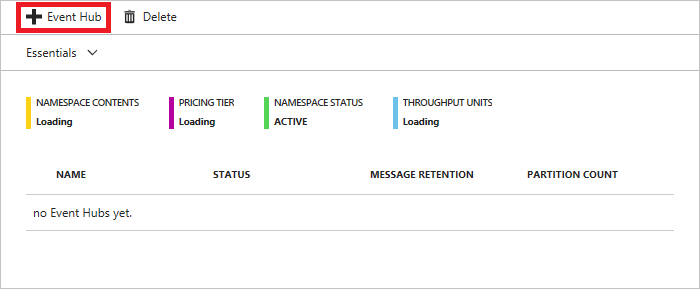 Event Hub Delete
Essentials
NAMESPACE CONTENTS PRICING TIER NAMESPACE STATUS THROUGHPUT UNITS
Loading Loading ACTIVE Loading
NAME STATUS MESSAGE RETENTION PARTITION COUNT
no Event Hubs yet.